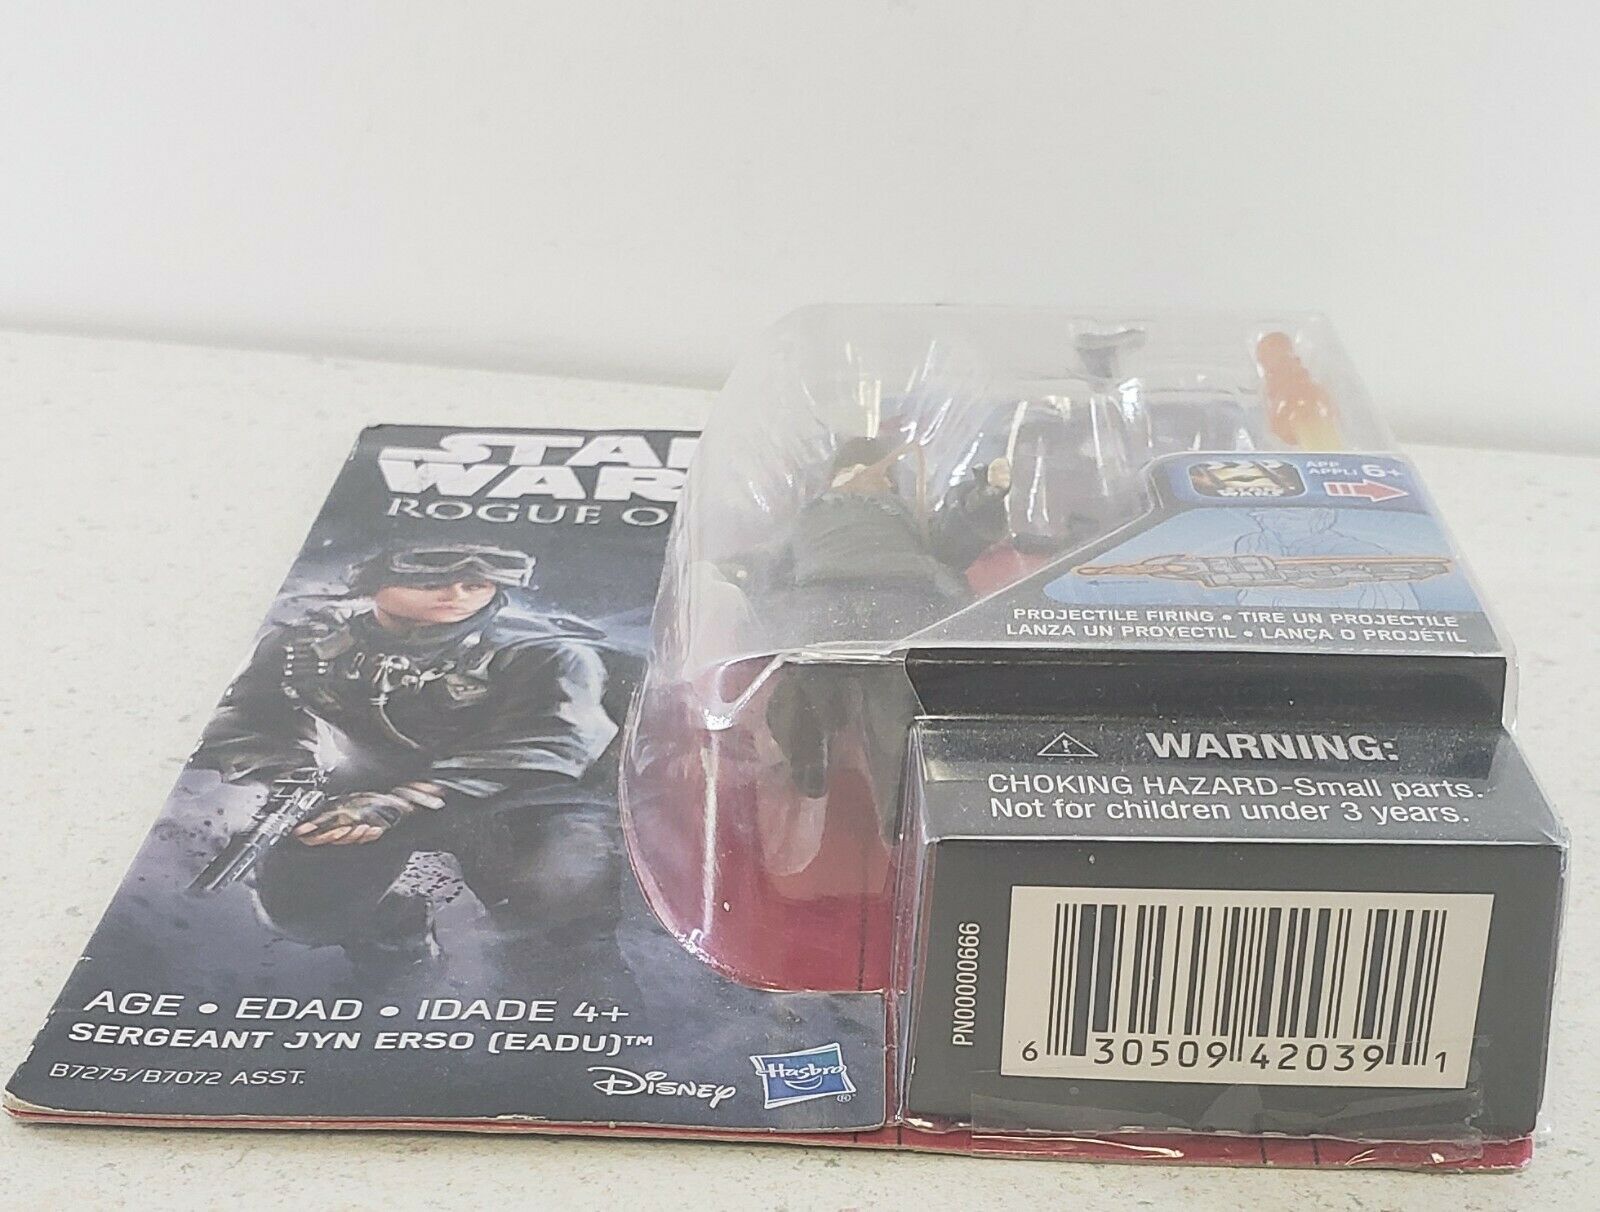 STAR
WAR
ROGUE O
AGE • EDAD • IDADE 4+
SERGEANT JYN ERSO (EADU)™
B7275/B7072 ASST.
Disney
Hasbro
®
STAR
WARS
APP
APPLI 6+
PROJECTILE FIRING • TIRE UN PROJECTILE
LANZA UN PROYECTIL • LANÇA O PROJÉTIL
WARNING:
CHOKING HAZARD-Small parts.
Not for children under 3 years.
PN00000666
6 30509 42039 1